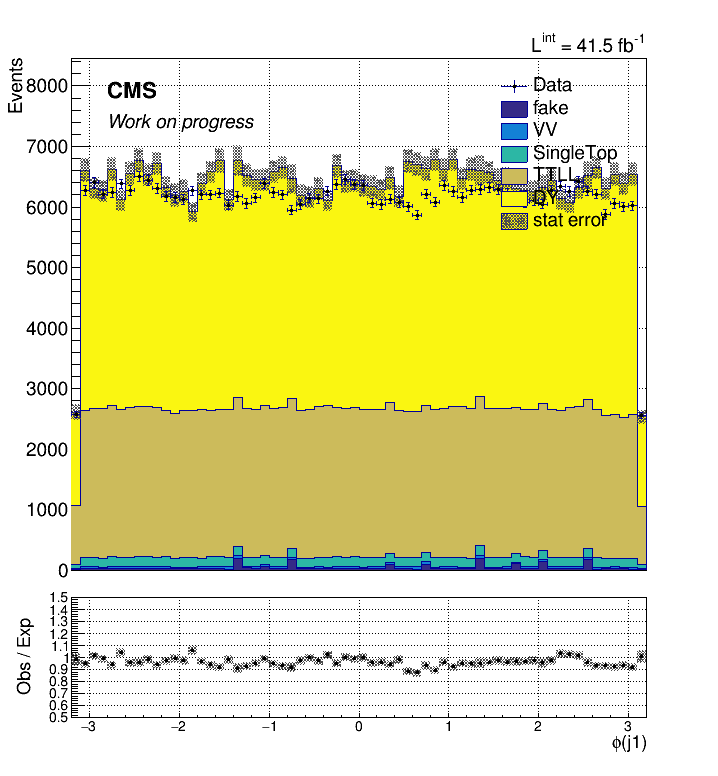 L^int = 41.5 fb^-1
Events
8000
7000
6000
5000
4000
3000
2000
1000
0
CMS
Work on progress
Data
fake
VV
SingleTop
TTLL
DY
stat error
Obs / Exp
1.5
1.4
1.3
1.2
1.1
1
0.9
0.8
0.7
0.6
0.5
−3
−2
−1
0
1
2
3
ϕ(j1)